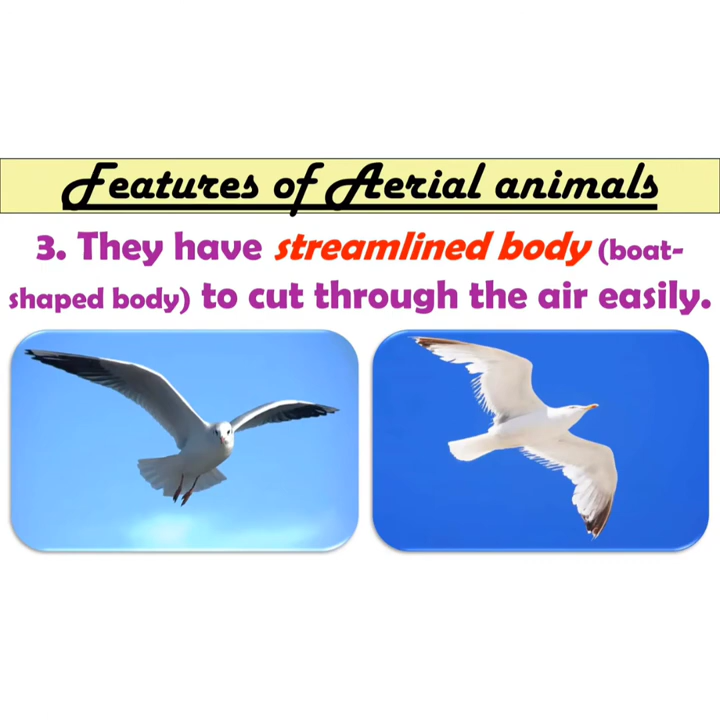 Features of Aerial animals
3. They have streamlined body (boat-
shaped body) to cut through the air easily.